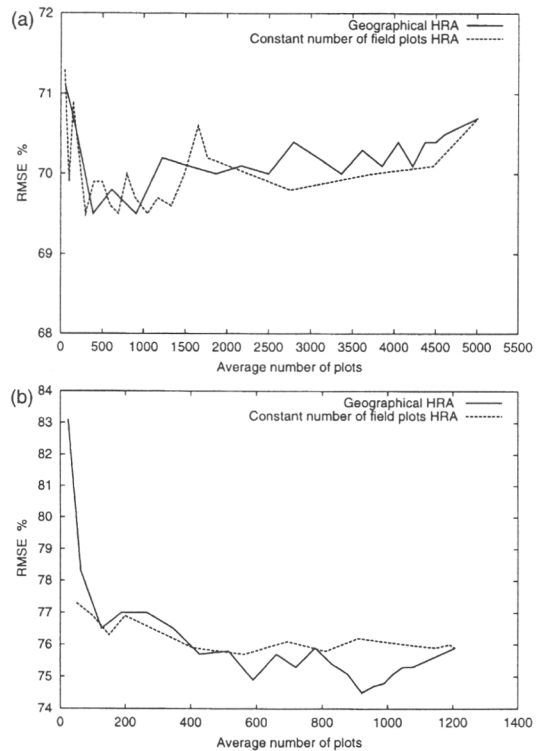 (a)
72
71
70
69
68
RMSE %
Geographical HRA
Constant number of field plots HRA
0 500 1000 1500 2000 2500 3000 3500 4000 4500 5000 5500
Average number of plots
(b)
84
83
82
81
80
79
78
77
76
75
74
RMSE %
Geographical HRA
Constant number of field plots HRA
0 200 400 600 800 1000 1200 1400
Average number of plots